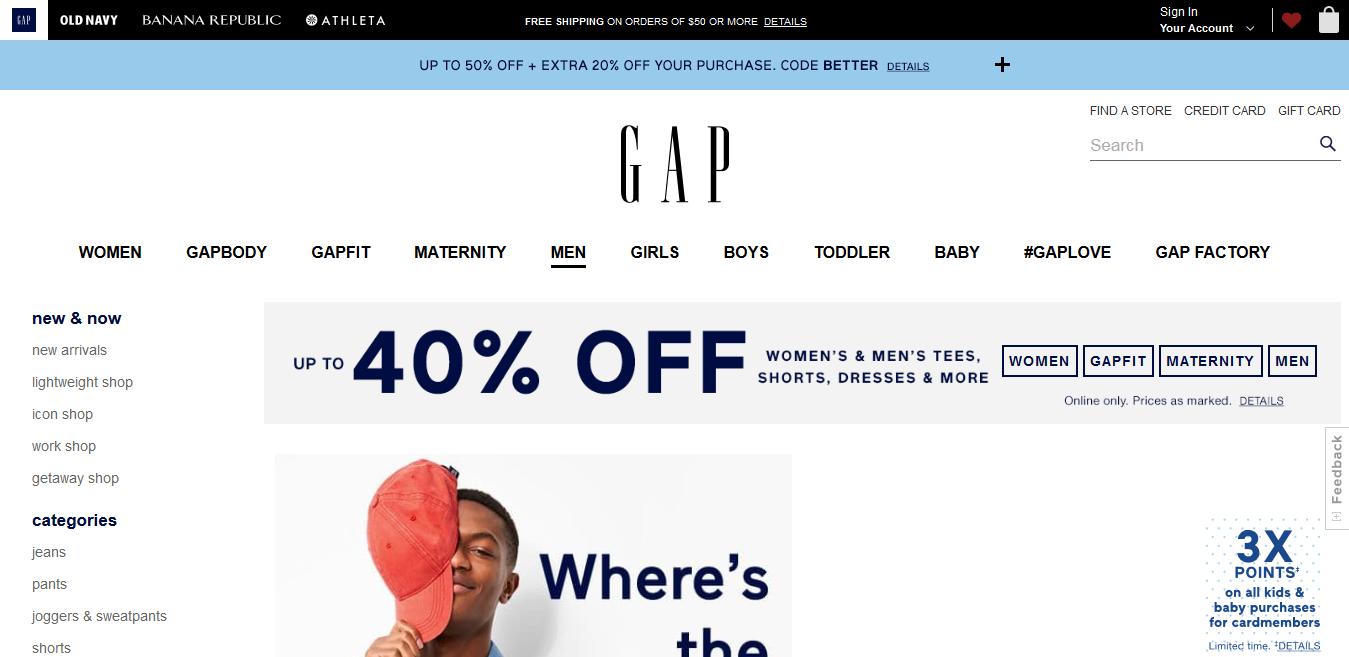 GAP
OLD NAVY
BANANA REPUBLIC
ATHLETA
FREE SHIPPING ON ORDERS OF $50 OR MORE DETAILS
Sign In
Your Account
UP TO 50% OFF + EXTRA 20% OFF YOUR PURCHASE. CODE BETTER DETAILS
+
FIND A STORE CREDIT CARD GIFT CARD
Search
GAP
WOMEN GAPBODY GAPFIT MATERNITY MEN GIRLS BOYS TODDLER BABY #GAPLOVE GAP FACTORY
new & now
new arrivals
lightweight shop
icon shop
work shop
getaway shop
categories
jeans
pants
joggers & sweatpants
shorts
UP TO 40% OFF
WOMEN'S & MEN'S TEES,
SHORTS, DRESSES & MORE
WOMEN GAPFIT MATERNITY MEN
Online only. Prices as marked. DETAILS
Where's
the
[+] Feedback
3X
POINTS‡
on all kids &
baby purchases
for cardmembers
Limited time. ‡DETAILS